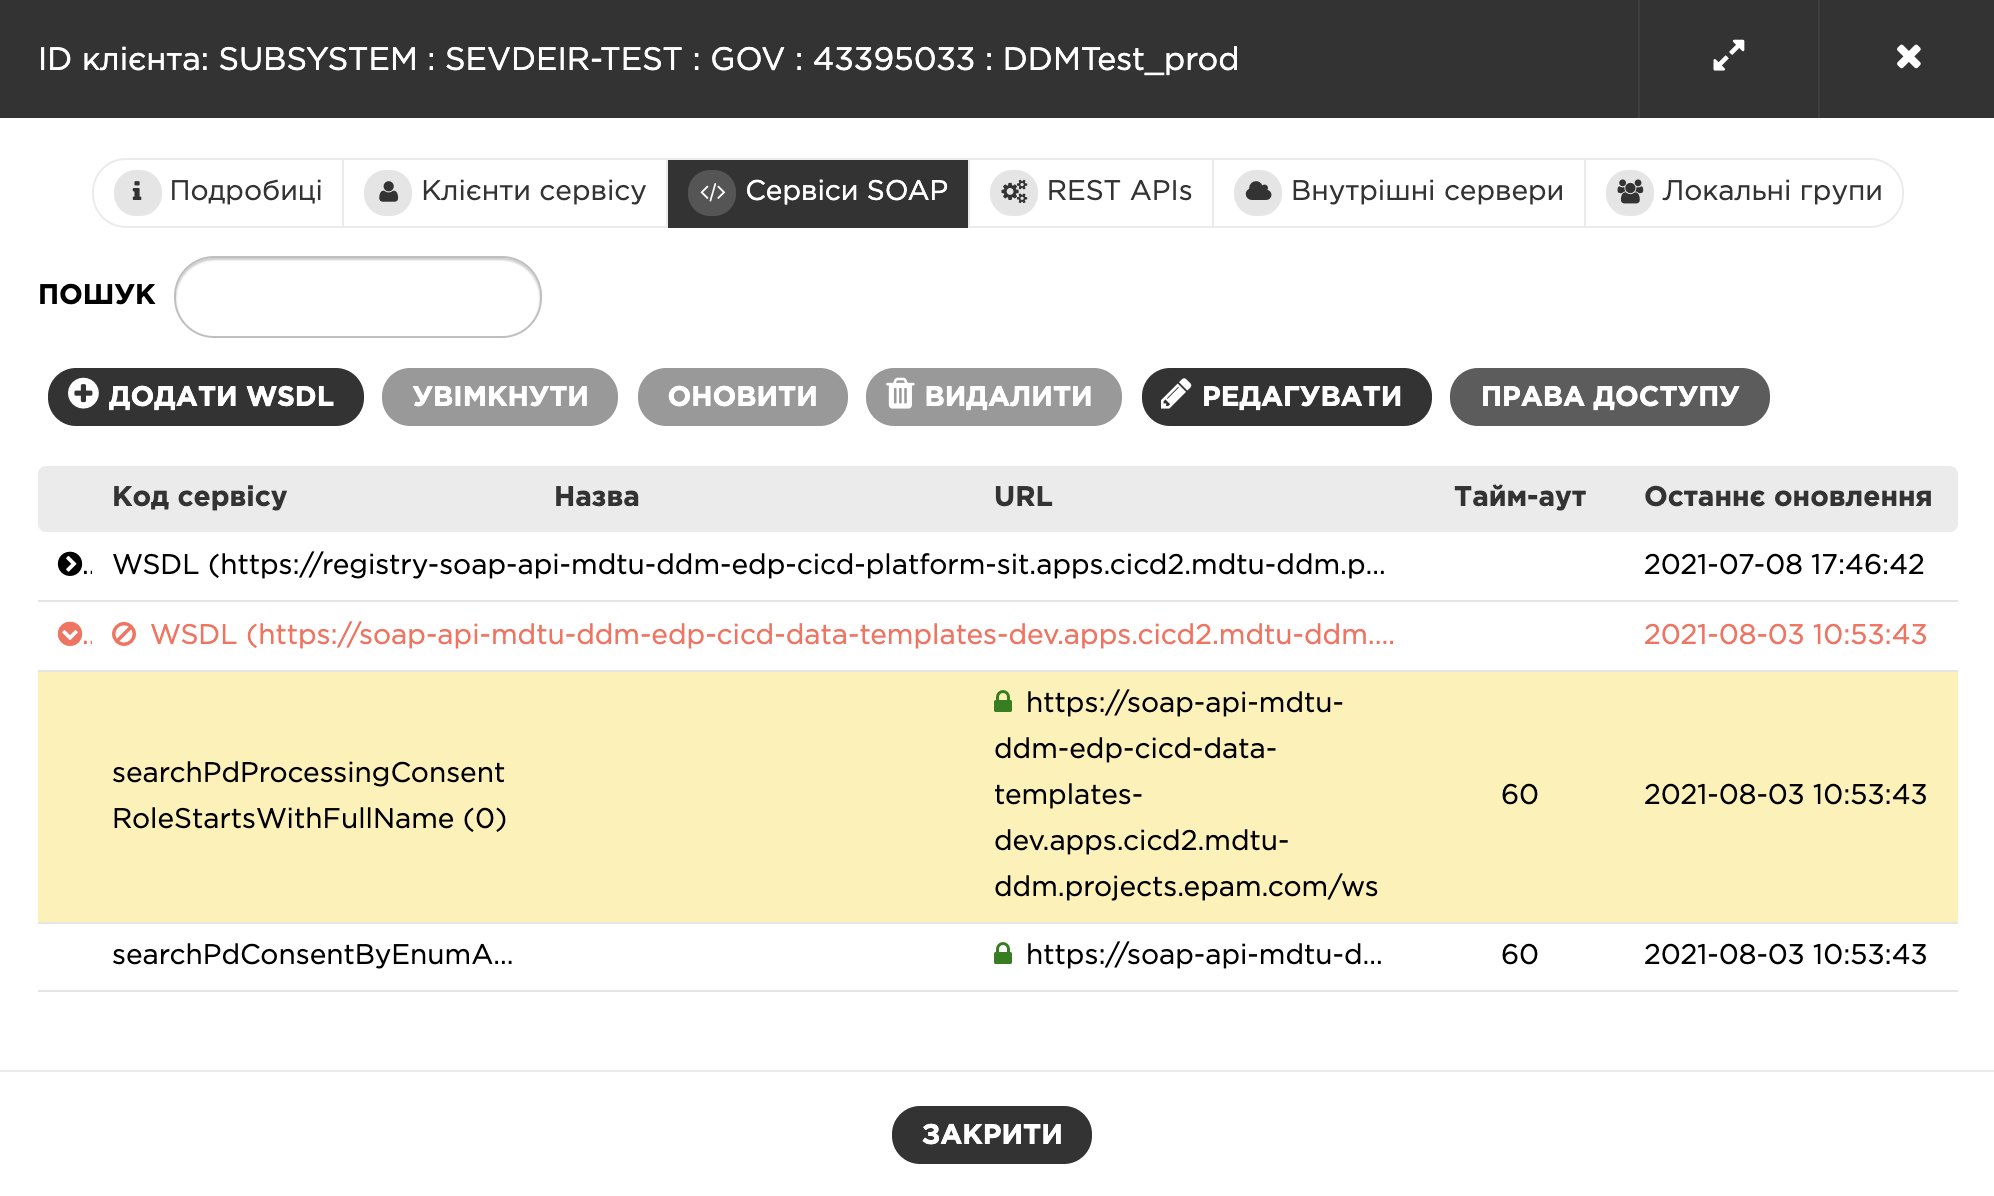 ID клієнта: SUBSYSTEM : SEVDEIR-TEST : GOV : 43395033 : DDMTest_prod
Подробиці Клієнти сервісу Сервіси SOAP REST APIs Внутрішні сервери Локальні групи
ПОШУК
ДОДАТИ WSDL УВІМКНУТИ ОНОВИТИ ВИДАЛИТИ РЕДАГУВАТИ ПРАВА ДОСТУПУ
Код сервісу Назва URL Тайм-аут Останнє оновлення
WSDL (https://registry-soap-api-mdtu-ddm-edp-cicd-platform-sit.apps.cicd2.mdtu-ddm.p... 2021-07-08 17:46:42
WSDL (https://soap-api-mdtu-ddm-edp-cicd-data-templates-dev.apps.cicd2.mdtu-ddm.... 2021-08-03 10:53:43
searchPdProcessingConsent
RoleStartsWithFullName (0)
https://soap-api-mdtu-
ddm-edp-cicd-data-
templates-
dev.apps.cicd2.mdtu-
ddm.projects.epam.com/ws
60 2021-08-03 10:53:43
searchPdConsentByEnumA... https://soap-api-mdtu-d... 60 2021-08-03 10:53:43
ЗАКРИТИ